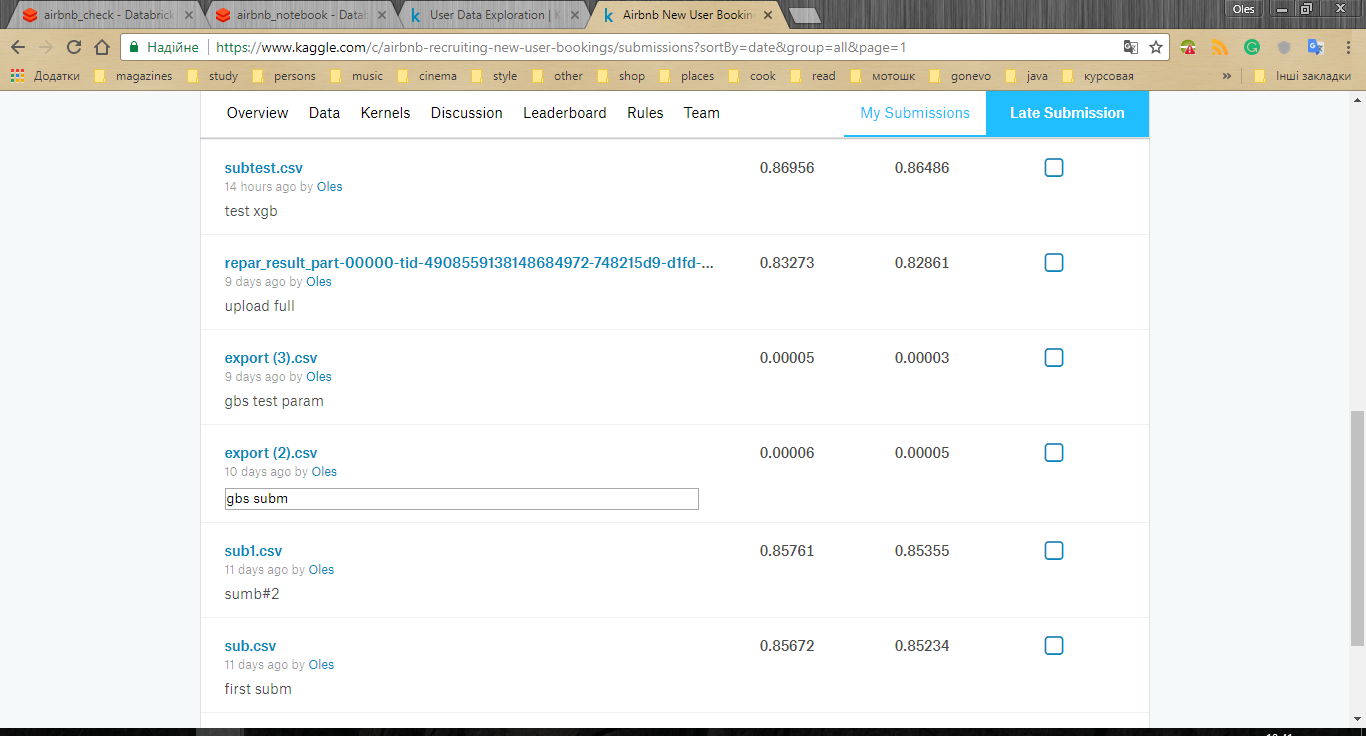 airbnb_check - Databrick
airbnb_notebook - Datab
User Data Exploration | K
Airbnb New User Bookin
Oles
Надійне
https://www.kaggle.com/c/airbnb-recruiting-new-user-bookings/submissions?sortBy=date&group=all&page=1
Додатки magazines study persons music cinema style other shop places cook read мотошк gonevo java курсовая » Інші закладки
Overview Data Kernels Discussion Leaderboard Rules Team My Submissions Late Submission
subtest.csv 0.86956 0.86486
14 hours ago by Oles
test xgb
repar_result_part-00000-tid-4908559138148684972-748215d9-d1fd-... 0.83273 0.82861
9 days ago by Oles
upload full
export (3).csv 0.00005 0.00003
9 days ago by Oles
gbs test param
export (2).csv 0.00006 0.00005
10 days ago by Oles
gbs subm
sub1.csv 0.85761 0.85355
11 days ago by Oles
sumb#2
sub.csv 0.85672 0.85234
11 days ago by Oles
first subm